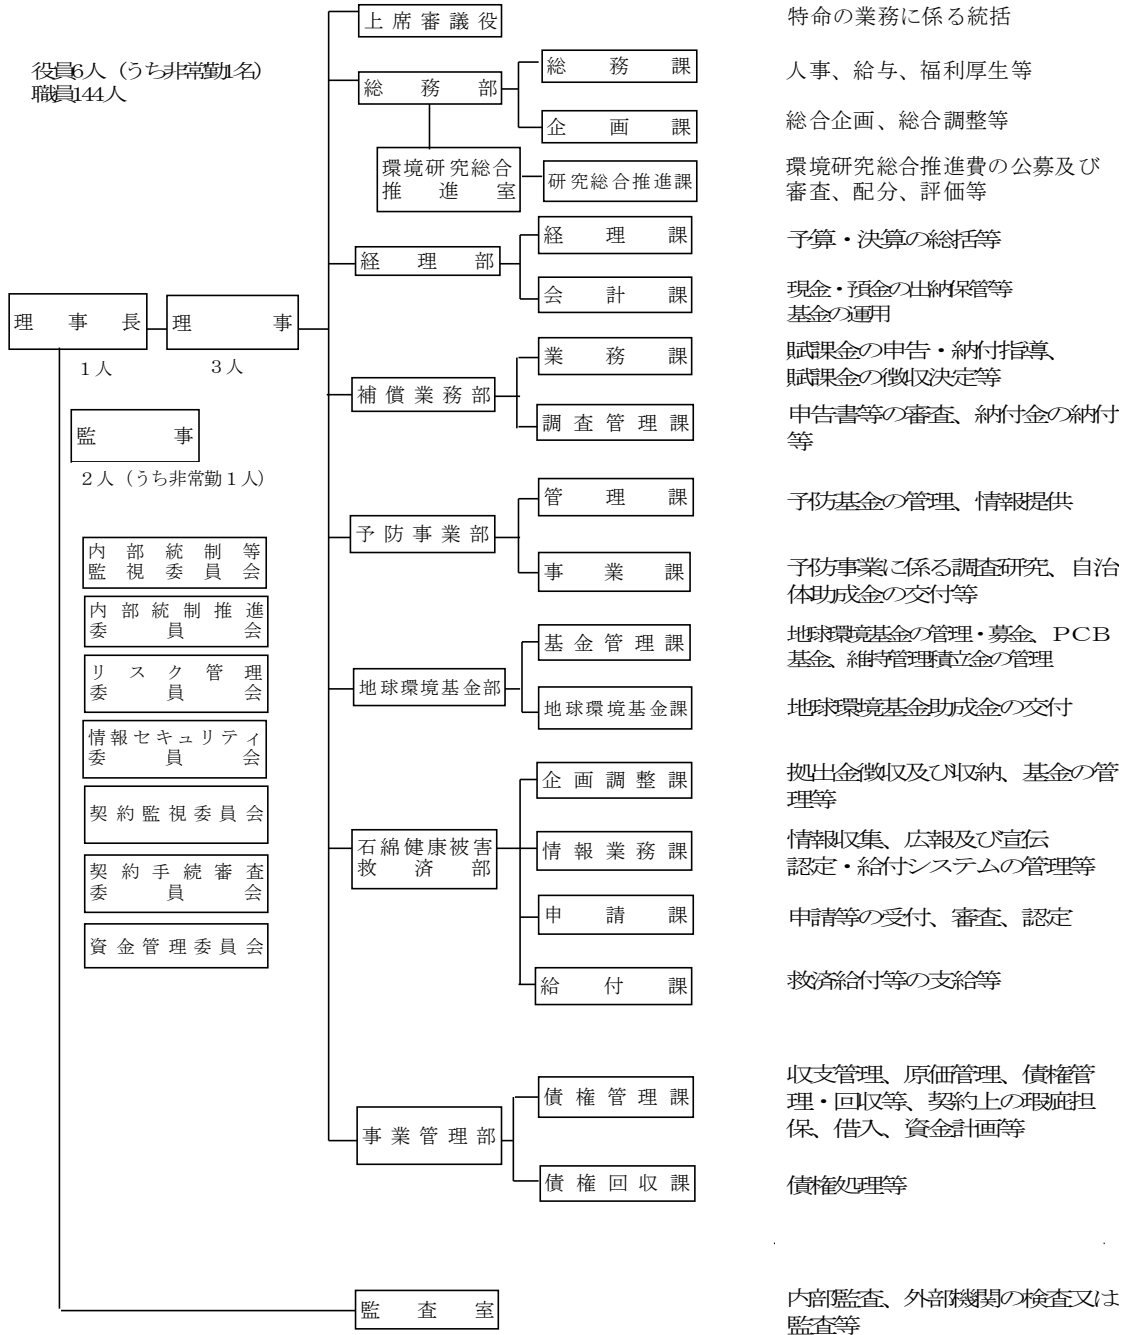 役員6人（うち非常勤1名）
職員144人
理事長
1人
理事
3人
監事
2人（うち非常勤1人）
内部統制等
監視委員会
内部統制推進
委員会
リスク管理
委員会
情報セキュリティ
委員会
契約監視委員会
契約手続審査
委員会
資金管理委員会
上席審議役
特命の業務に係る統括
総務部
総務課
人事、給与、福利厚生等
企画課
総合企画、総合調整等
環境研究総合
推進室
研究総合推進課
環境研究総合推進費の公募及び
審査、配分、評価等
経理部
経理課
予算・決算の総括等
会計課
現金・預金の出納保管等
基金の運用
補償業務部
業務課
賦課金の申告・納付指導、
賦課金の徴収決定等
調査管理課
申告書等の審査、納付金の納付
等
予防事業部
管理課
予防基金の管理、情報提供
事業課
予防事業に係る調査研究、自治
体助成金の交付等
地球環境基金部
基金管理課
地球環境基金の管理・募金、PCB
基金、維持管理積立金の管理
地球環境基金課
地球環境基金助成金の交付
石綿健康被害
救済部
企画調整課
拠出金徴収及び収納、基金の管
理等
情報業務課
情報収集、広報及び宣伝
認定・給付システムの管理等
申請課
申請等の受付、審査、認定
給付課
救済給付等の支給等
事業管理部
債権管理課
収支管理、原価管理、債権管
理・回収等、契約上の瑕疵担
保、借入、資金計画等
債権回収課
債権処理等
監査室
内部監査、外部機関の検査又は
監査等